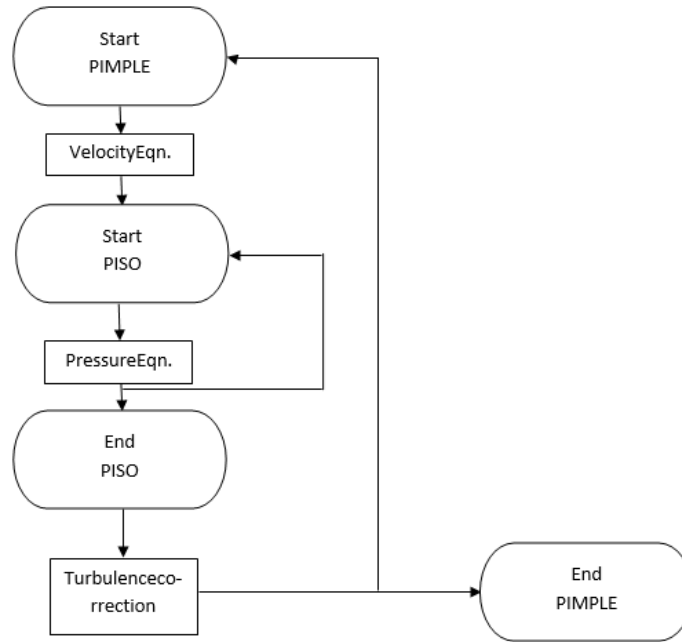 Start
PIMPLE
VelocityEqn.
Start
PISO
PressureEqn.
End
PISO
Turbulenceco-
rrection
End
PIMPLE